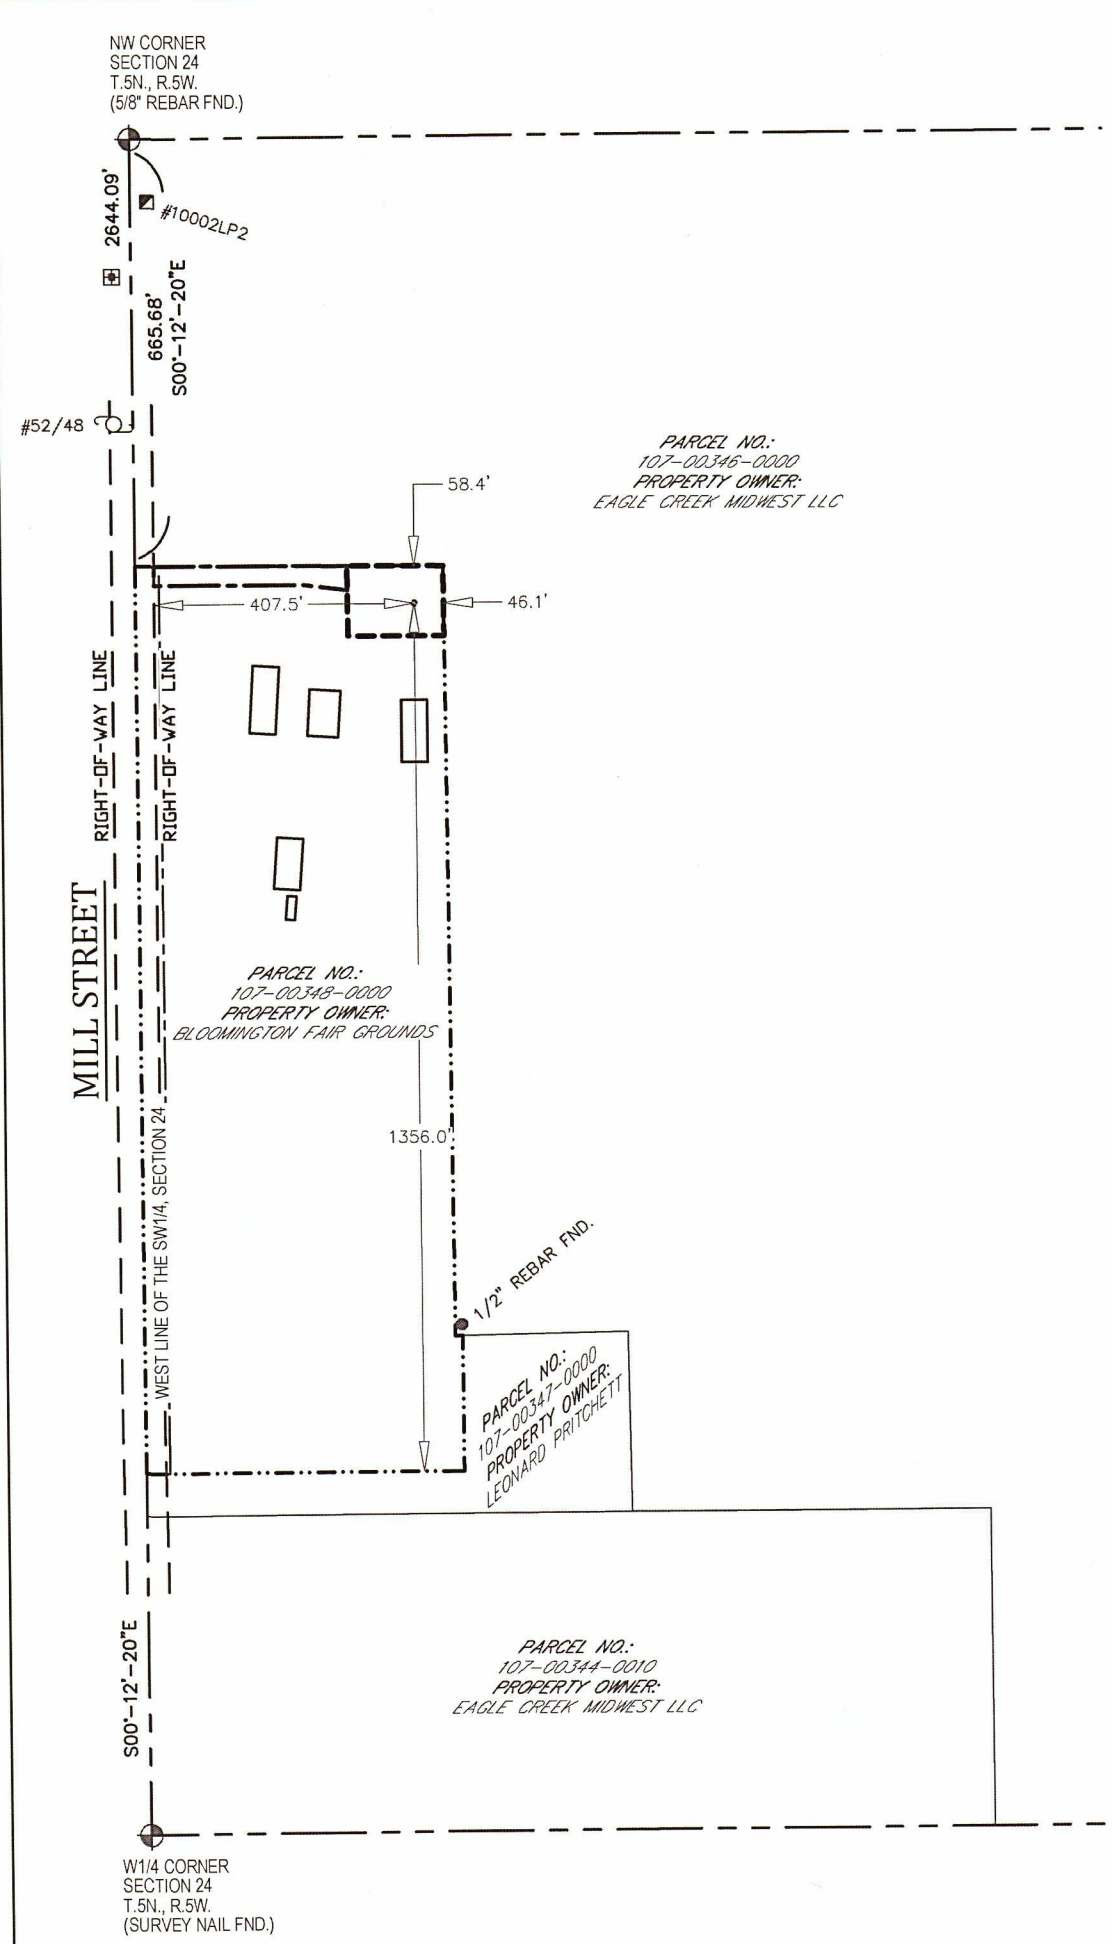 NW CORNER
SECTION 24
T.5N., R.5W.
(5/8" REBAR FND.)
2644.09'
#10002LP2
665.68'
S00°-12'-20"E
#52/48
PARCEL NO.:
107-00346-0000
PROPERTY OWNER:
EAGLE CREEK MIDWEST LLC
58.4'
407.5'
46.1'
RIGHT-OF-WAY LINE
RIGHT-OF-WAY LINE
MILL STREET
PARCEL NO.:
107-00348-0000
PROPERTY OWNER:
BLOOMINGTON FAIR GROUNDS
WEST LINE OF THE SW1/4, SECTION 24
1356.0'
1/2" REBAR FND.
PARCEL NO.:
107-00347-0000
PROPERTY OWNER:
LEONARD PRITCHETT
S00°-12'-20"E
PARCEL NO.:
107-00344-0010
PROPERTY OWNER:
EAGLE CREEK MIDWEST LLC
W1/4 CORNER
SECTION 24
T.5N., R.5W.
(SURVEY NAIL FND.)